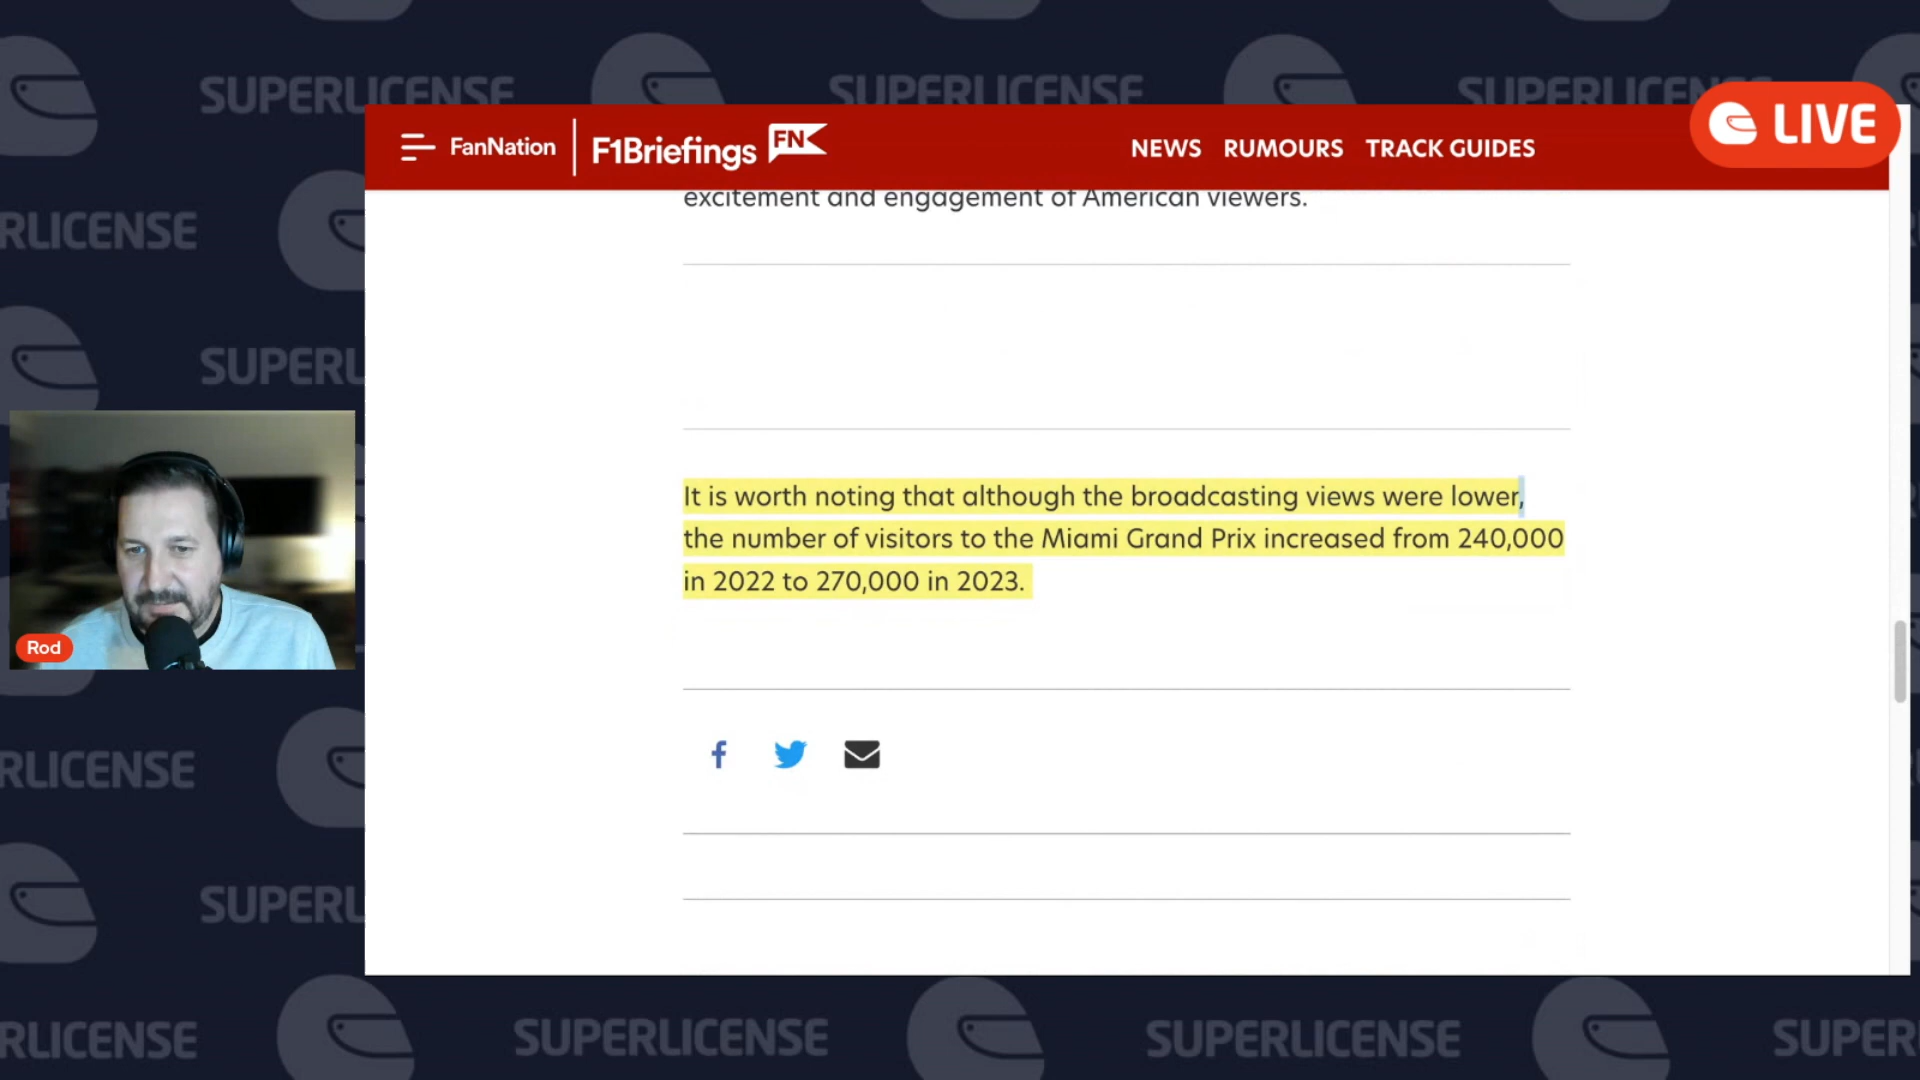 SUPERLICENSE SUPERLICENSE SUPERLICENSE
LIVE
FanNation F1Briefings FN NEWS RUMOURS TRACK GUIDES
excitement and engagement of American viewers.
RLICENSE
SUPERL
It is worth noting that although the broadcasting views were lower,
the number of visitors to the Miami Grand Prix increased from 240,000
in 2022 to 270,000 in 2023.
Rod
RLICENSE
SUPERL
RLICENSE SUPERLICENSE SUPERLICENSE SUPER